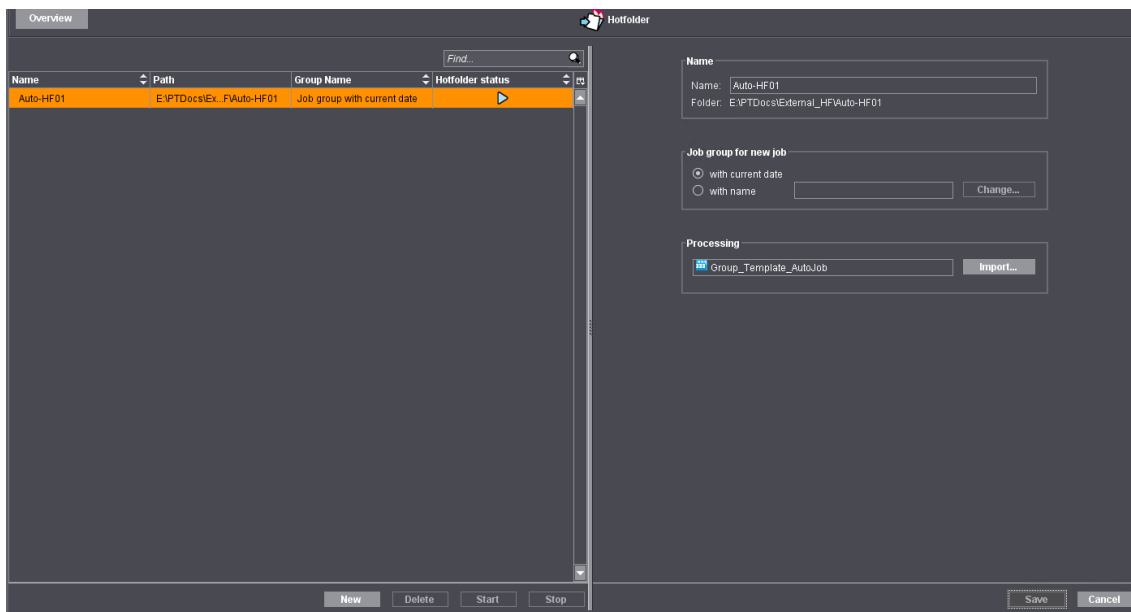 Overview
Hotfolder
Find...
Name Path Group Name Hotfolder status
Auto-HF01 E:\PTDocs\Ex...F\Auto-HF01 Job group with current date
Name
Name: Auto-HF01
Folder: E:\PTDocs\External_HF\Auto-HF01
Job group for new job
with current date
with name Change...
Processing
Group_Template_AutoJob Import...
New Delete Start Stop
Save Cancel